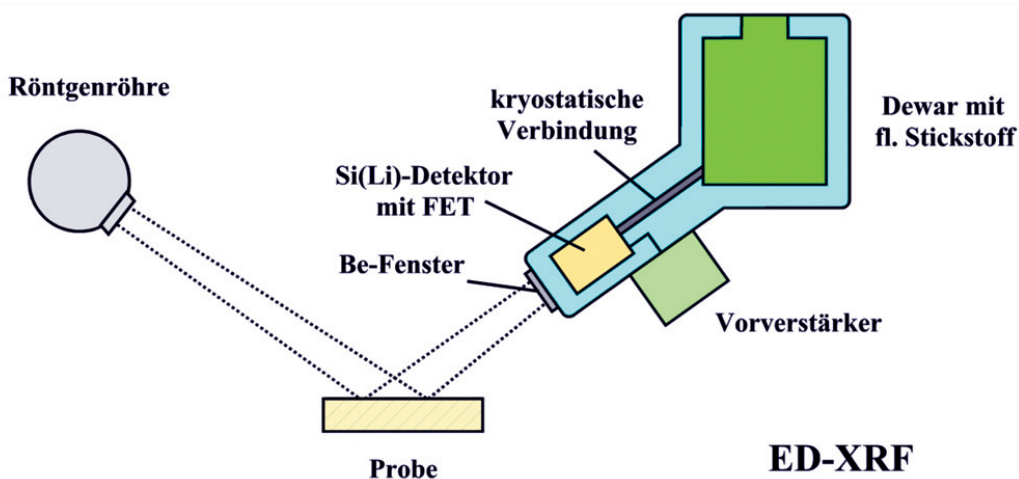 Röntgenröhre
kryostatische
Verbindung
Dewar mit
fl. Stickstoff
Si(Li)-Detektor
mit FET
Be-Fenster
Vorverstärker
Probe
ED-XRF